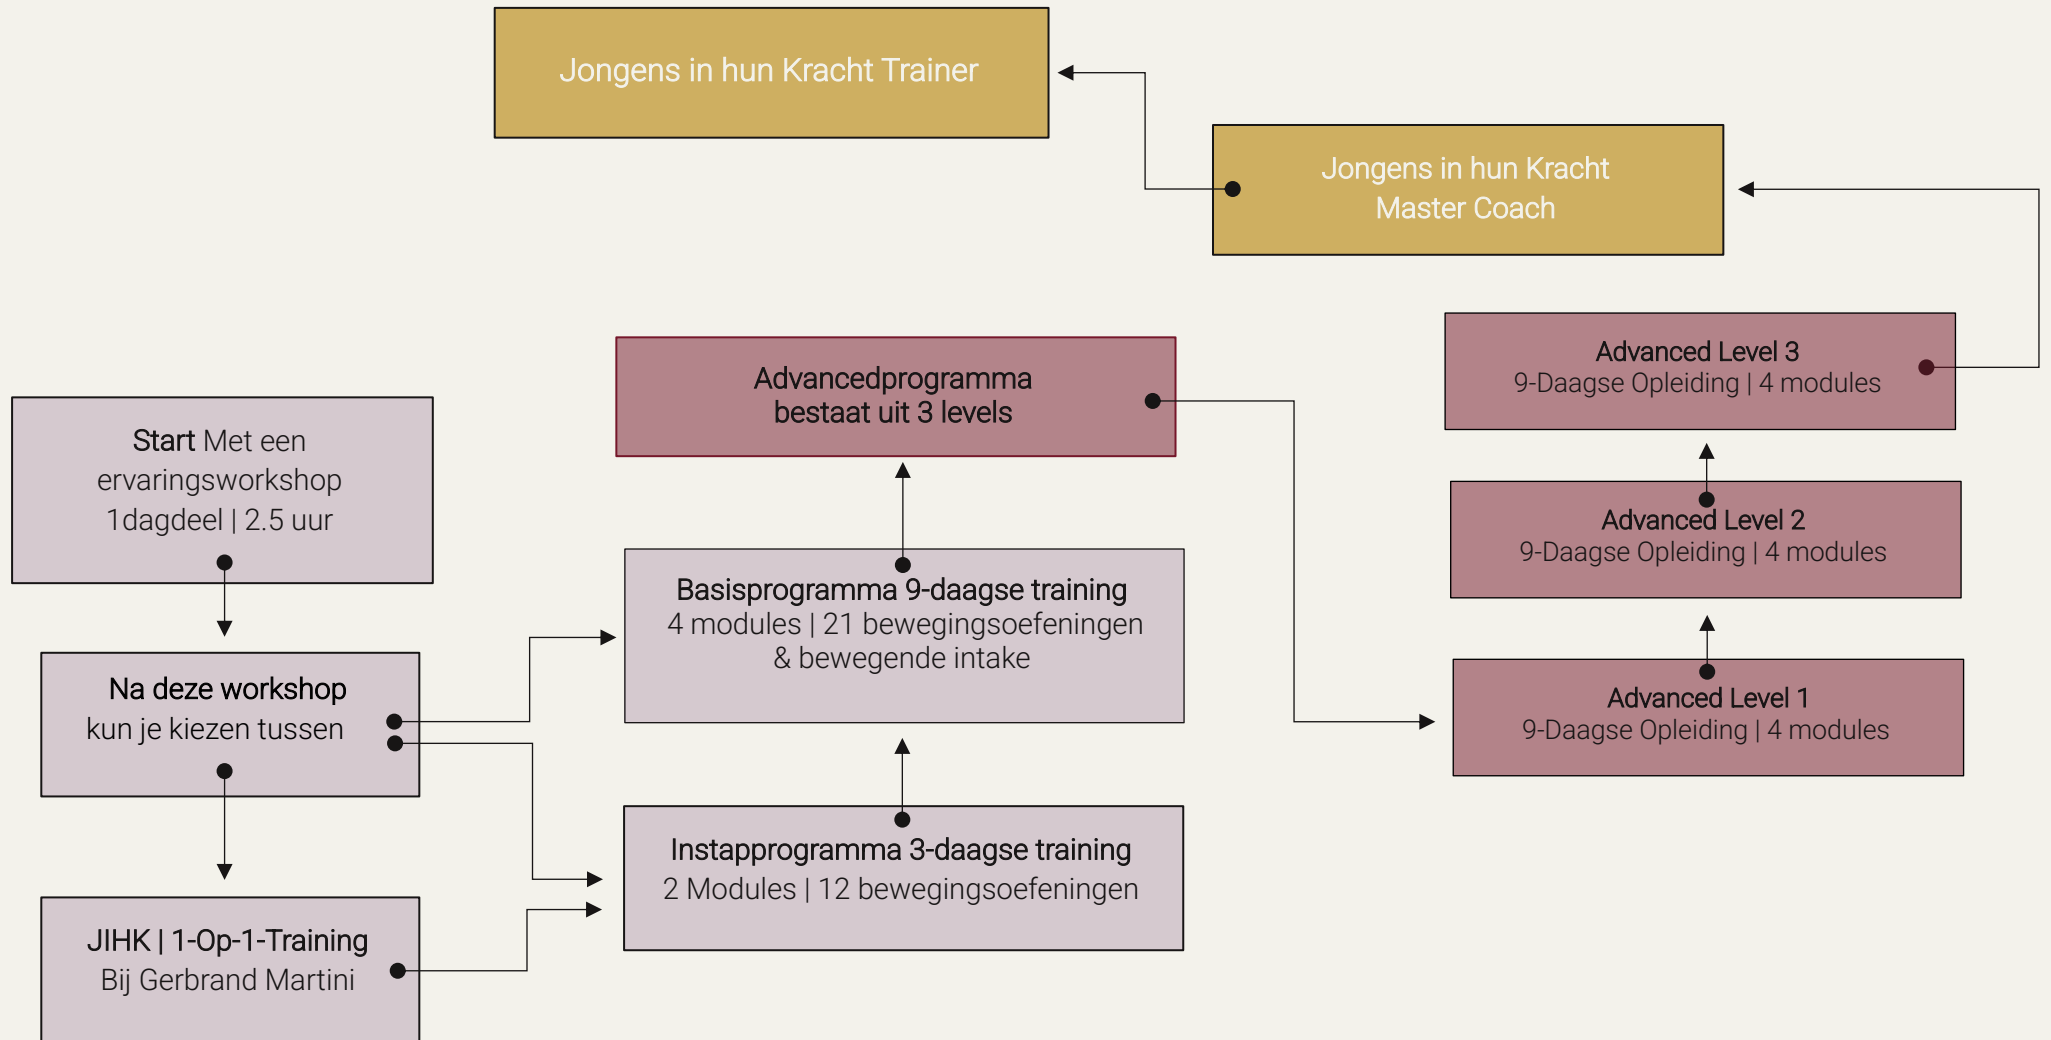 Jongens in hun Kracht Trainer
Jongens in hun Kracht
Master Coach
Advanced Level 3
9-Daagse Opleiding | 4 modules
Advancedprogramma
bestaat uit 3 levels
Start Met een
ervaringsworkshop
1dagdeel | 2.5 uur
Advanced Level 2
9-Daagse Opleiding | 4 modules
Basisprogramma 9-daagse training
4 modules | 21 bewegingsoefeningen
& bewegende intake
Na deze workshop
kun je kiezen tussen
Advanced Level 1
9-Daagse Opleiding | 4 modules
Instapprogramma 3-daagse training
2 Modules | 12 bewegingsoefeningen
JIHK | 1-Op-1-Training
Bij Gerbrand Martini